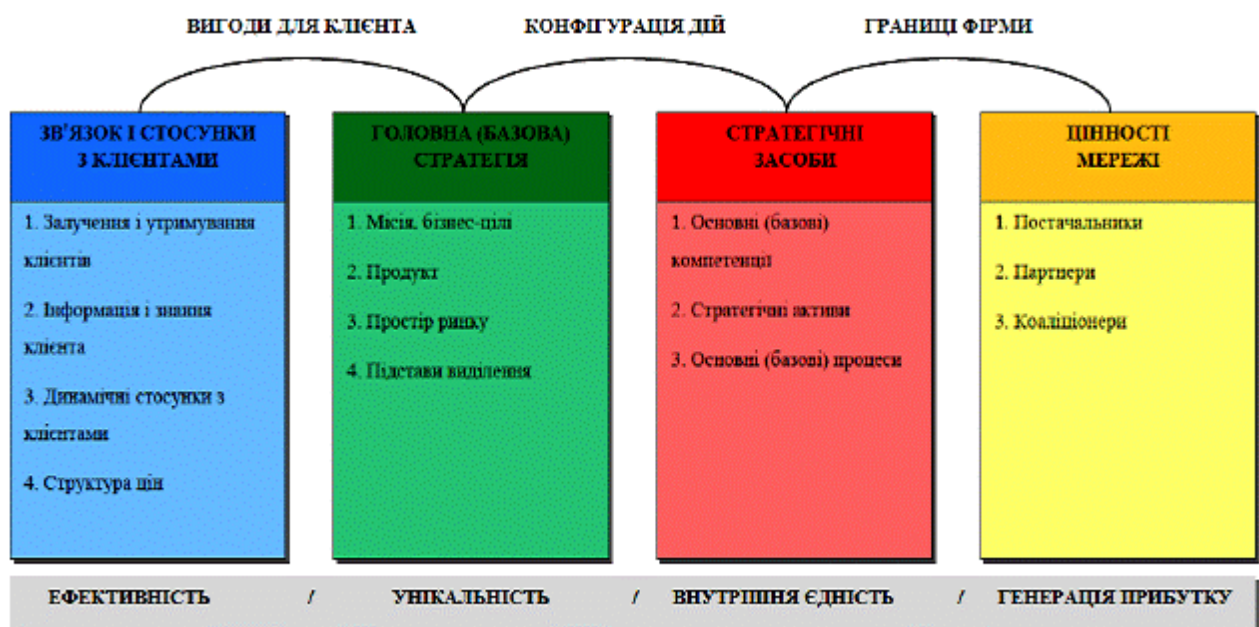 ВИГОДИ ДЛЯ КЛІЄНТА
КОНФІГУРАЦІЯ ДІЙ
ГРАНИЦІ ФІРМИ
ЗВ'ЯЗОК І СТОСУНКИ
З КЛІЄНТАМИ
1. Залучення і утримування
клієнтів
2. Інформація і знання
клієнта
3. Динамічні стосунки з
клієнтами
4. Структура цін
ГОЛОВНА (БАЗОВА)
СТРАТЕГІЯ
1. Місія, бізнес-цілі
2. Продукт
3. Простір ринку
4. Підстави виділення
СТРАТЕГІЧНІ
ЗАСОБИ
1. Основні (базові)
компетенції
2. Стратегічні активи
3. Основні (базові) процеси
ЦІННОСТІ
МЕРЕЖІ
1. Постачальники
2. Партнери
3. Коаліціонери
ЕФЕКТИВНІСТЬ / УНІКАЛЬНІСТЬ / ВНУТРІШНЯ ЄДНІСТЬ / ГЕНЕРАЦІЯ ПРИБУТКУ